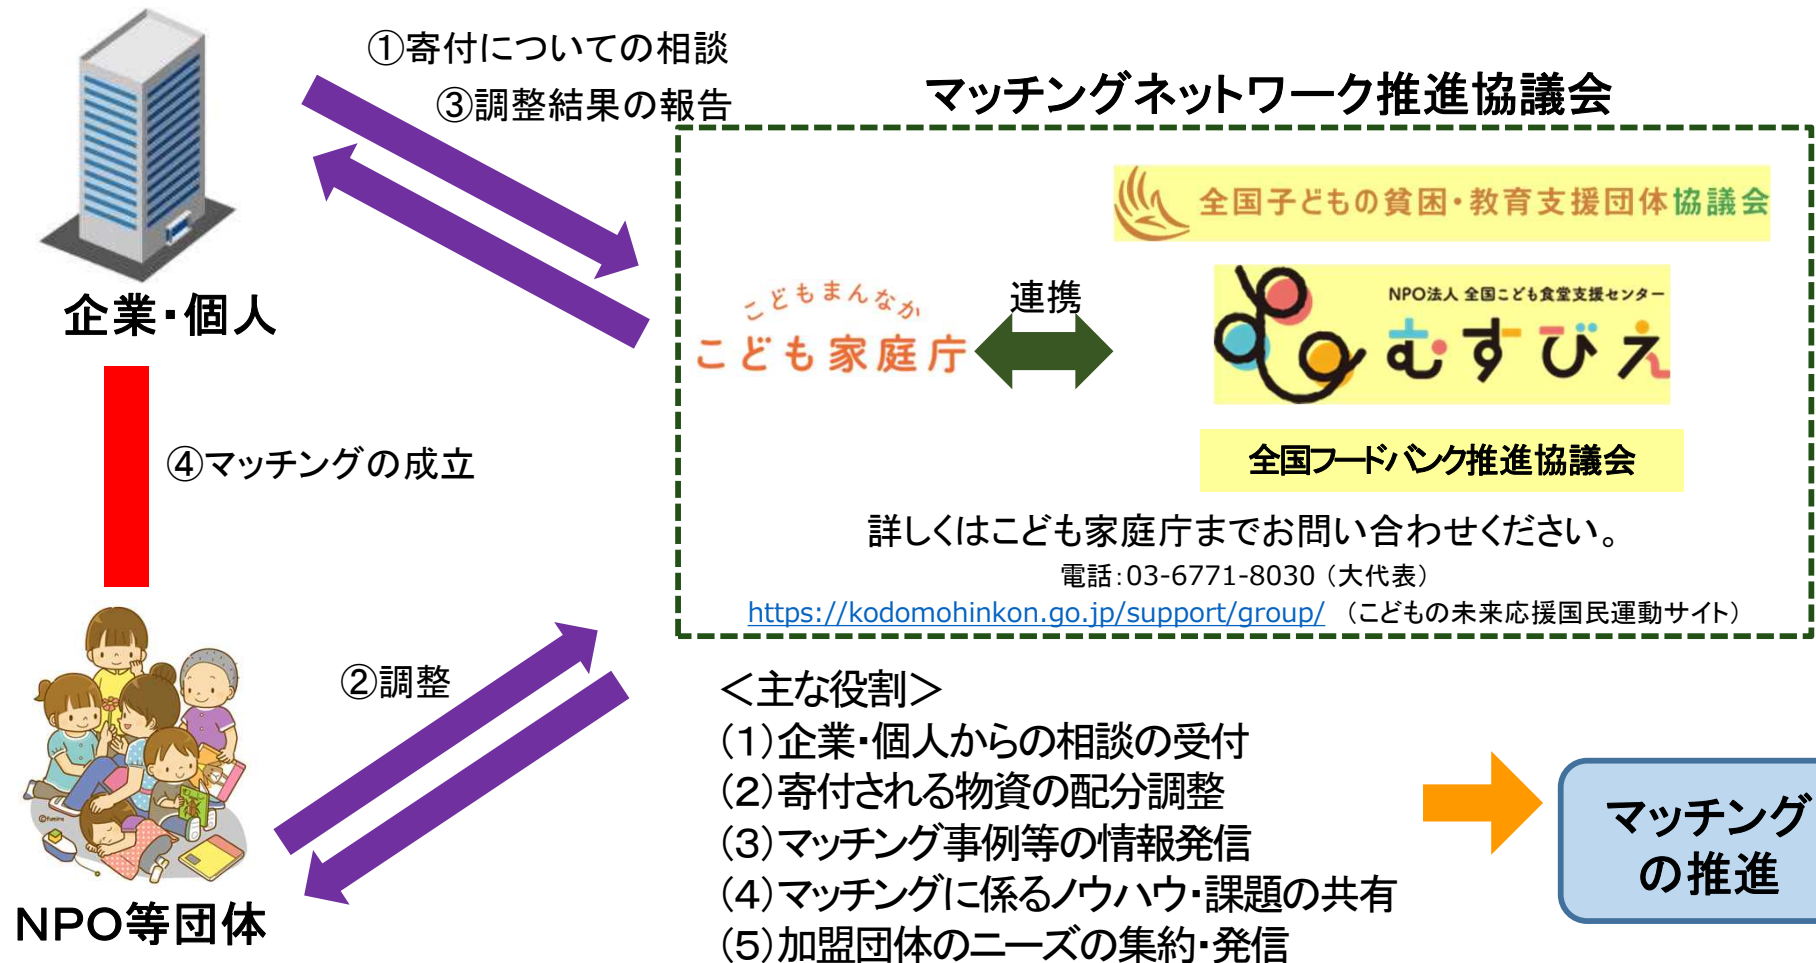 ①寄付についての相談
③調整結果の報告
マッチングネットワーク推進協議会
全国子どもの貧困・教育支援団体協議会
企業・個人
こどもまんなか
こども家庭庁
連携
NPO法人 全国こども食堂支援センター
むすびえ
④マッチングの成立
全国フードバンク推進協議会
詳しくはこども家庭庁までお問い合わせください。
電話：03-6771-8030（大代表）
https://kodomohinkon.go.jp/support/group/ （こどもの未来応援国民運動サイト）
②調整
＜主な役割＞
（１）企業・個人からの相談の受付
（２）寄付される物資の配分調整
（３）マッチング事例等の情報発信
（４）マッチングに係るノウハウ・課題の共有
（５）加盟団体のニーズの集約・発信
マッチング
の推進
©fumira
NPO等団体